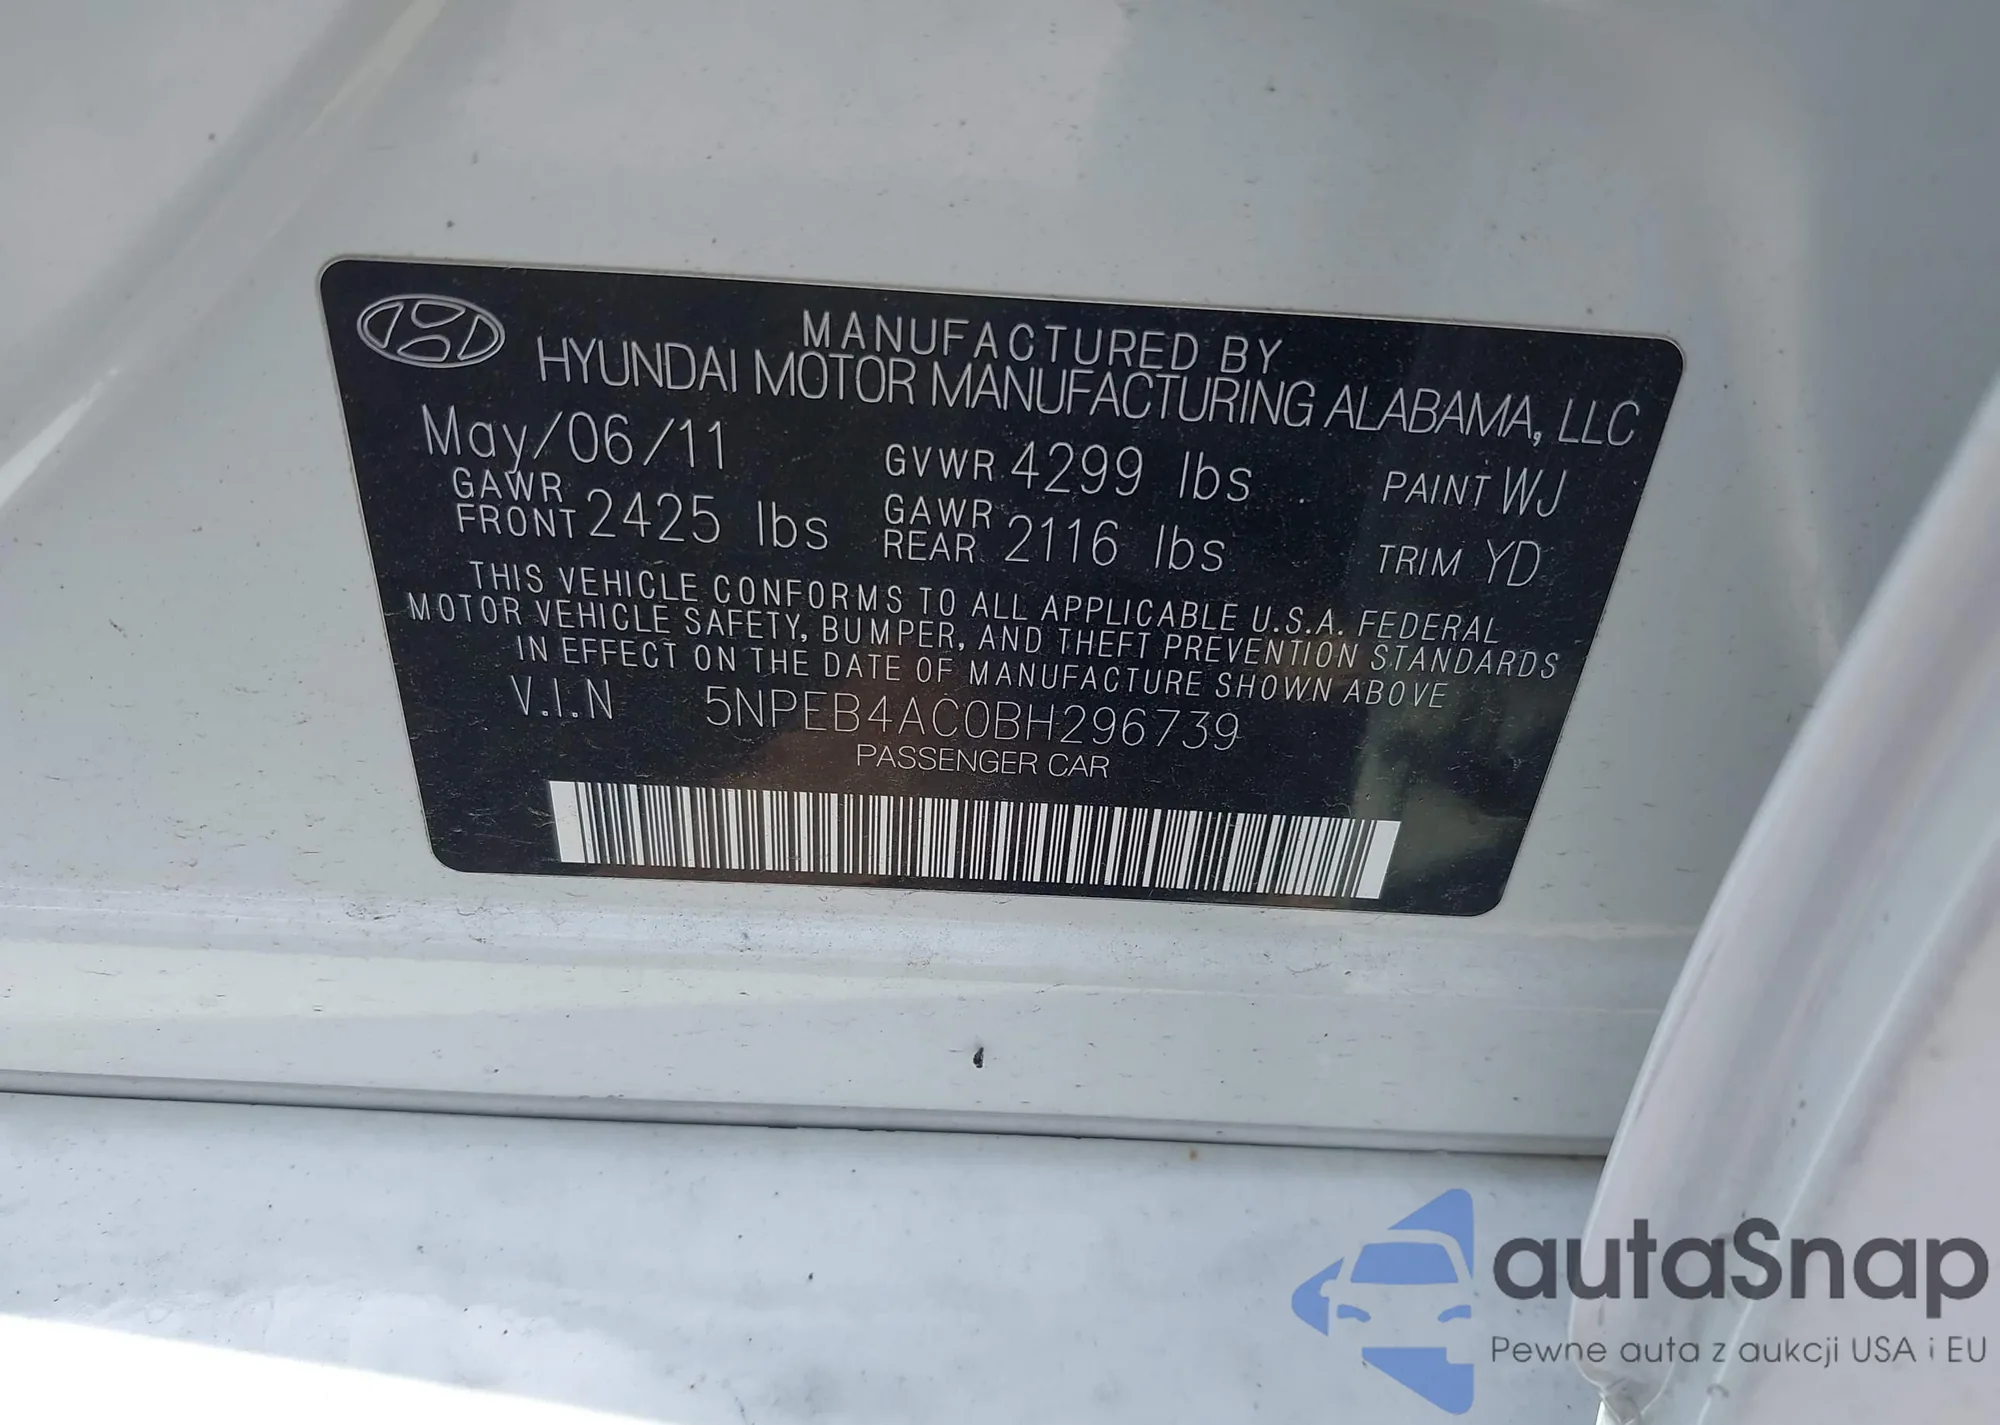 MANUFACTURED BY
HYUNDAI MOTOR MANUFACTURING ALABAMA, LLC
May/06/11 GVWR 4299 lbs PAINT WJ
GAWR FRONT 2425 lbs GAWR REAR 2116 lbs TRIM YD
THIS VEHICLE CONFORMS TO ALL APPLICABLE U.S.A. FEDERAL
MOTOR VEHICLE SAFETY, BUMPER, AND THEFT PREVENTION STANDARDS
IN EFFECT ON THE DATE OF MANUFACTURE SHOWN ABOVE
V.I.N 5NPEB4AC0BH296739
PASSENGER CAR
autaSnap
Pewne auta z aukcji USA i EU